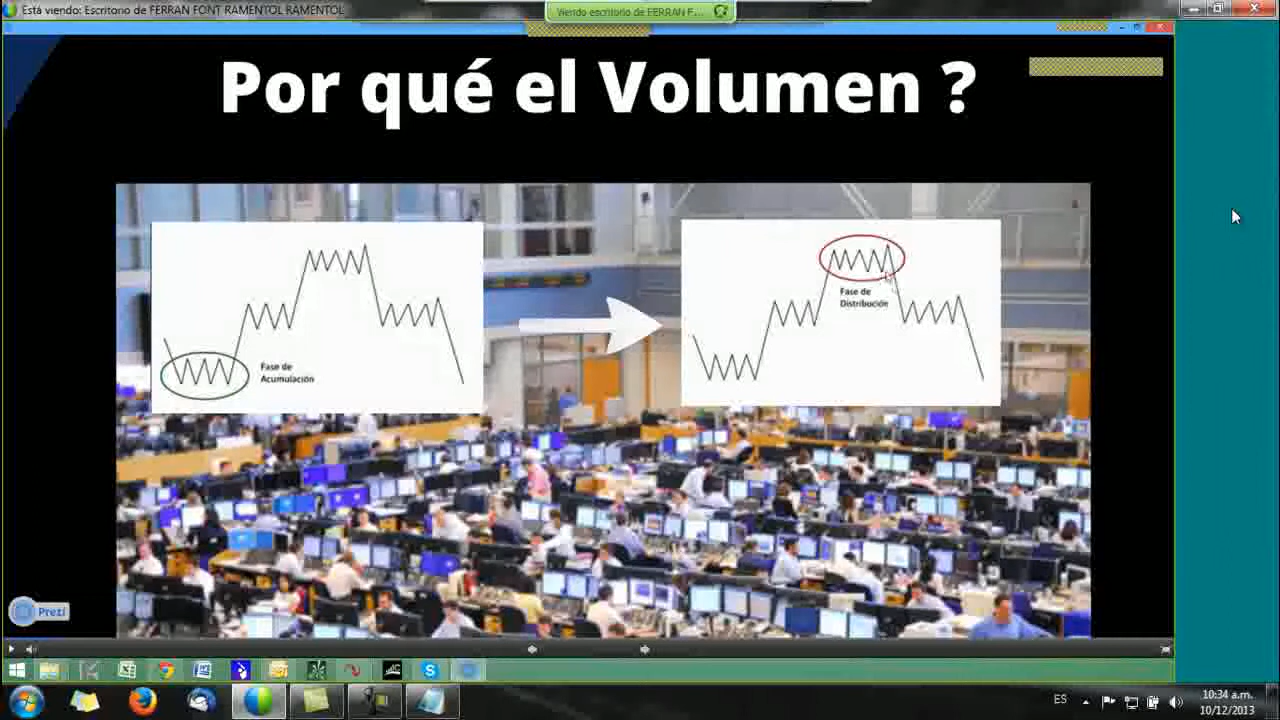 Está viendo: Escritorio de FERRAN FONT RAMENTOL RAMENTOL
Viendo escritorio de FERRAN F...
Por qué el Volumen ?
Fase de
Acumulación
Fase de
Distribución
Prezi
ES
10:34 a.m.
10/12/2013